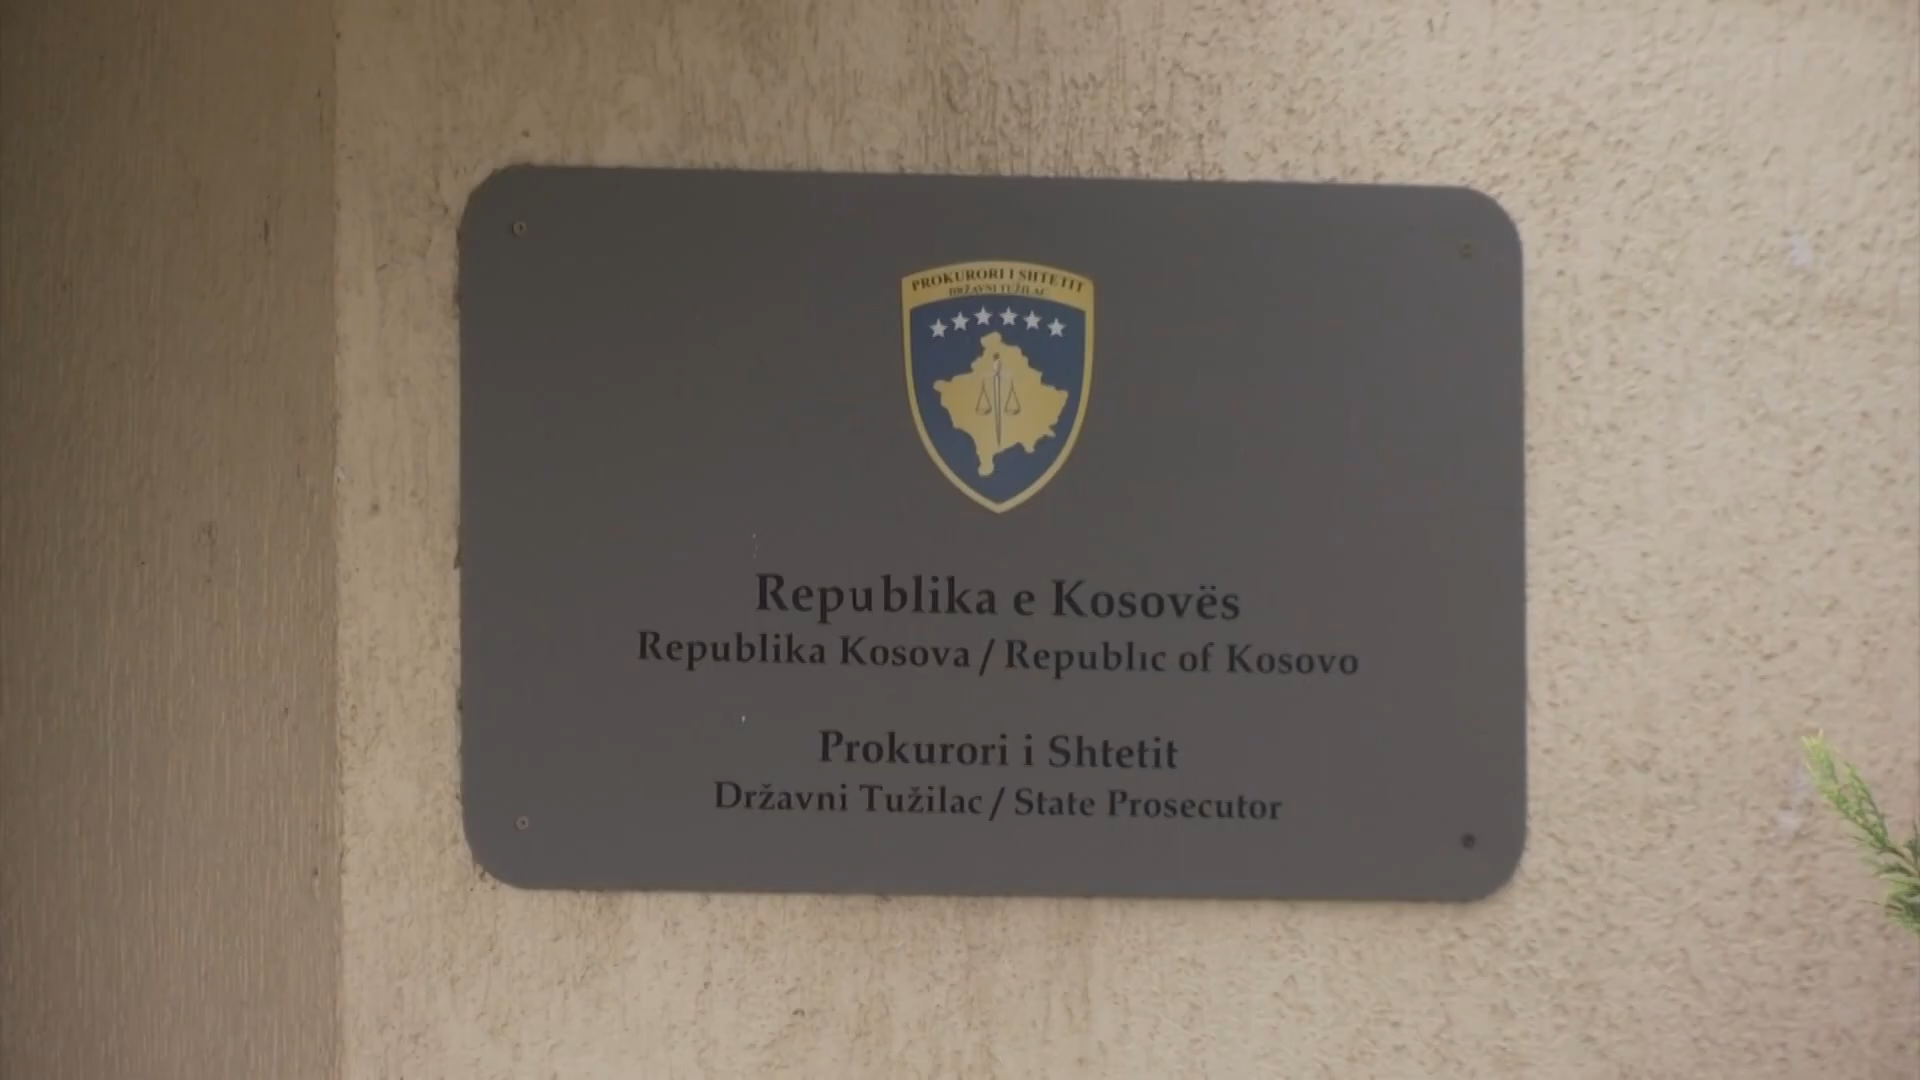 PROKURORI I SHTETIT
DRŽAVNI TUŽILAC
Republika e Kosovës
Republika Kosova / Republic of Kosovo
Prokurori i Shtetit
Državni Tužilac / State Prosecutor